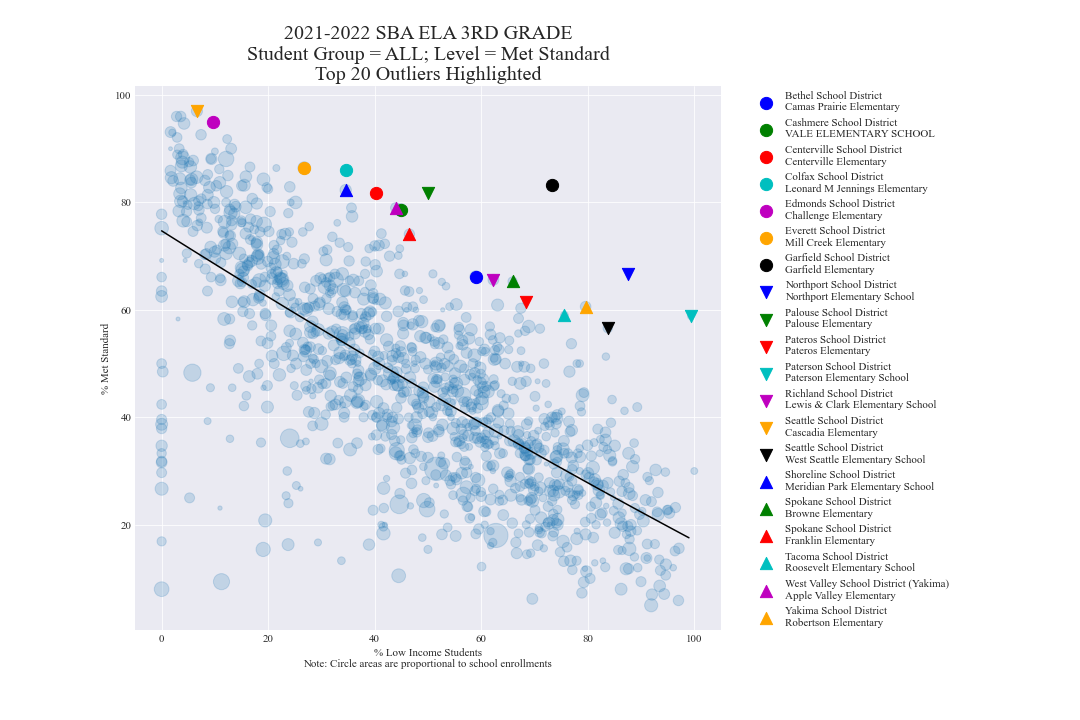 2021-2022 SBA ELA 3RD GRADE
Student Group = ALL; Level = Met Standard
Top 20 Outliers Highlighted
100
80
60
40
20
% Met Standard
0
20
40
60
80
100
% Low Income Students
Note: Circle areas are proportional to school enrollments
Bethel School District
Camas Prairie Elementary
Cashmere School District
VALE ELEMENTARY SCHOOL
Centerville School District
Centerville Elementary
Colfax School District
Leonard M Jennings Elementary
Edmonds School District
Challenge Elementary
Everett School District
Mill Creek Elementary
Garfield School District
Garfield Elementary
Northport School District
Northport Elementary School
Palouse School District
Palouse Elementary
Pateros School District
Pateros Elementary
Paterson School District
Paterson Elementary School
Richland School District
Lewis & Clark Elementary School
Seattle School District
Cascadia Elementary
Seattle School District
West Seattle Elementary School
Shoreline School District
Meridian Park Elementary School
Spokane School District
Browne Elementary
Spokane School District
Franklin Elementary
Tacoma School District
Roosevelt Elementary School
West Valley School District (Yakima)
Apple Valley Elementary
Yakima School District
Robertson Elementary